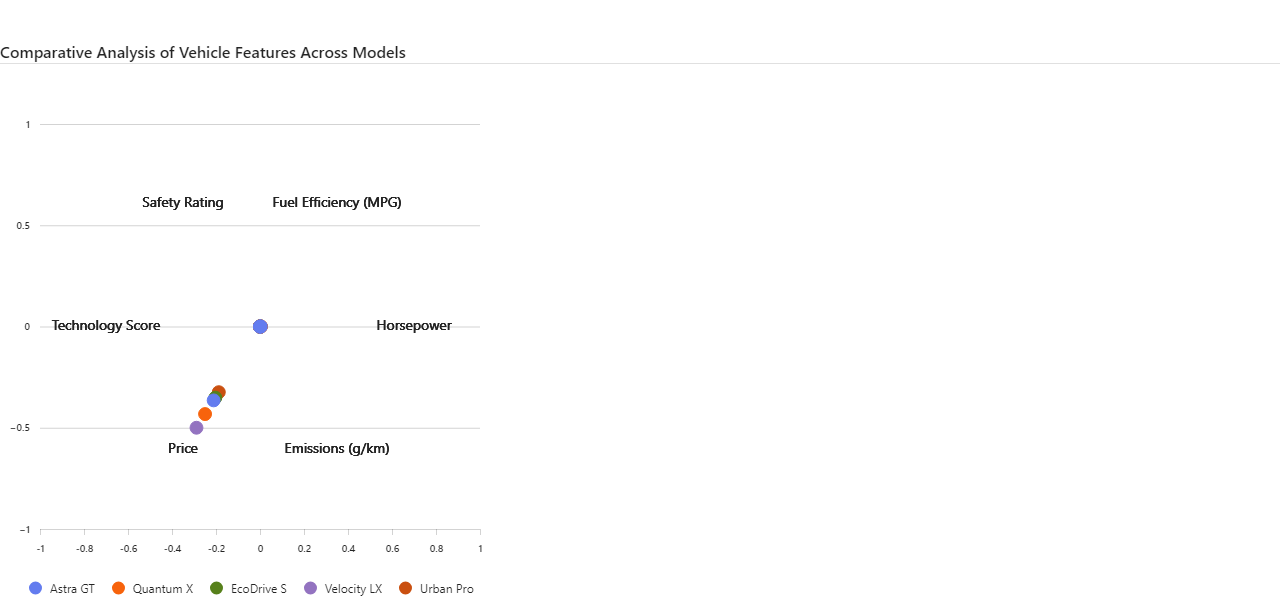 Comparative Analysis of Vehicle Features Across Models
1
Safety Rating Fuel Efficiency (MPG)
0.5
0 Technology Score Horsepower
−0.5
Price Emissions (g/km)
−1
-1 -0.8 -0.6 -0.4 -0.2 0 0.2 0.4 0.6 0.8 1
Astra GT Quantum X EcoDrive S Velocity LX Urban Pro